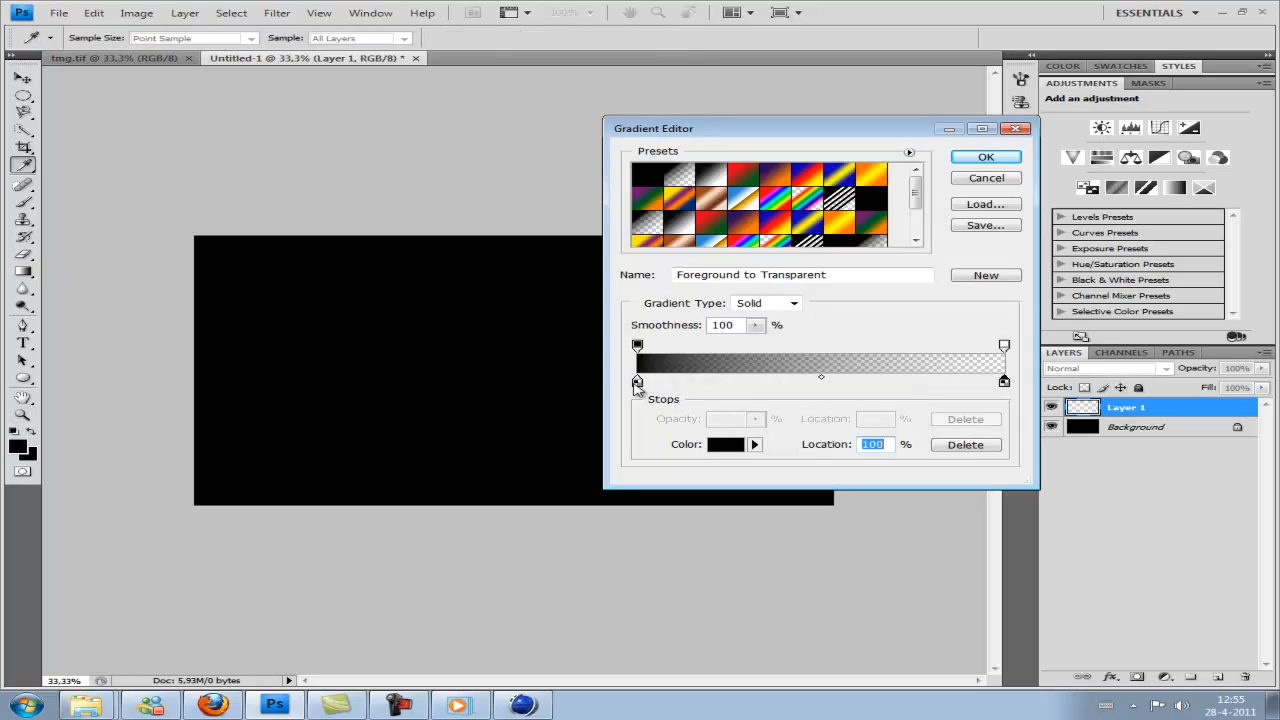 Ps File Edit Image Layer Select Filter View Window Help Br 100% ESSENTIALS
Sample Size: Point Sample Sample: All Layers
tmg.tif @ 33,3% (RGB/8) Untitled-1 @ 33,3% (Layer 1, RGB/8) *
COLOR SWATCHES STYLES
ADJUSTMENTS MASKS
Add an adjustment
Levels Presets
Curves Presets
Exposure Presets
Hue/Saturation Presets
Black & White Presets
Channel Mixer Presets
Selective Color Presets
LAYERS CHANNELS PATHS
Normal Opacity: 100%
Lock: Fill: 100%
Layer 1
Background
fx
Gradient Editor
Presets
OK
Cancel
Load...
Save...
Name: Foreground to Transparent New
Gradient Type: Solid
Smoothness: 100 %
Stops
Opacity: % Location: % Delete
Color: Location: 100 % Delete
T
33,33% Doc: 5,93M/0 bytes
Ps
12:55
28-4-2011